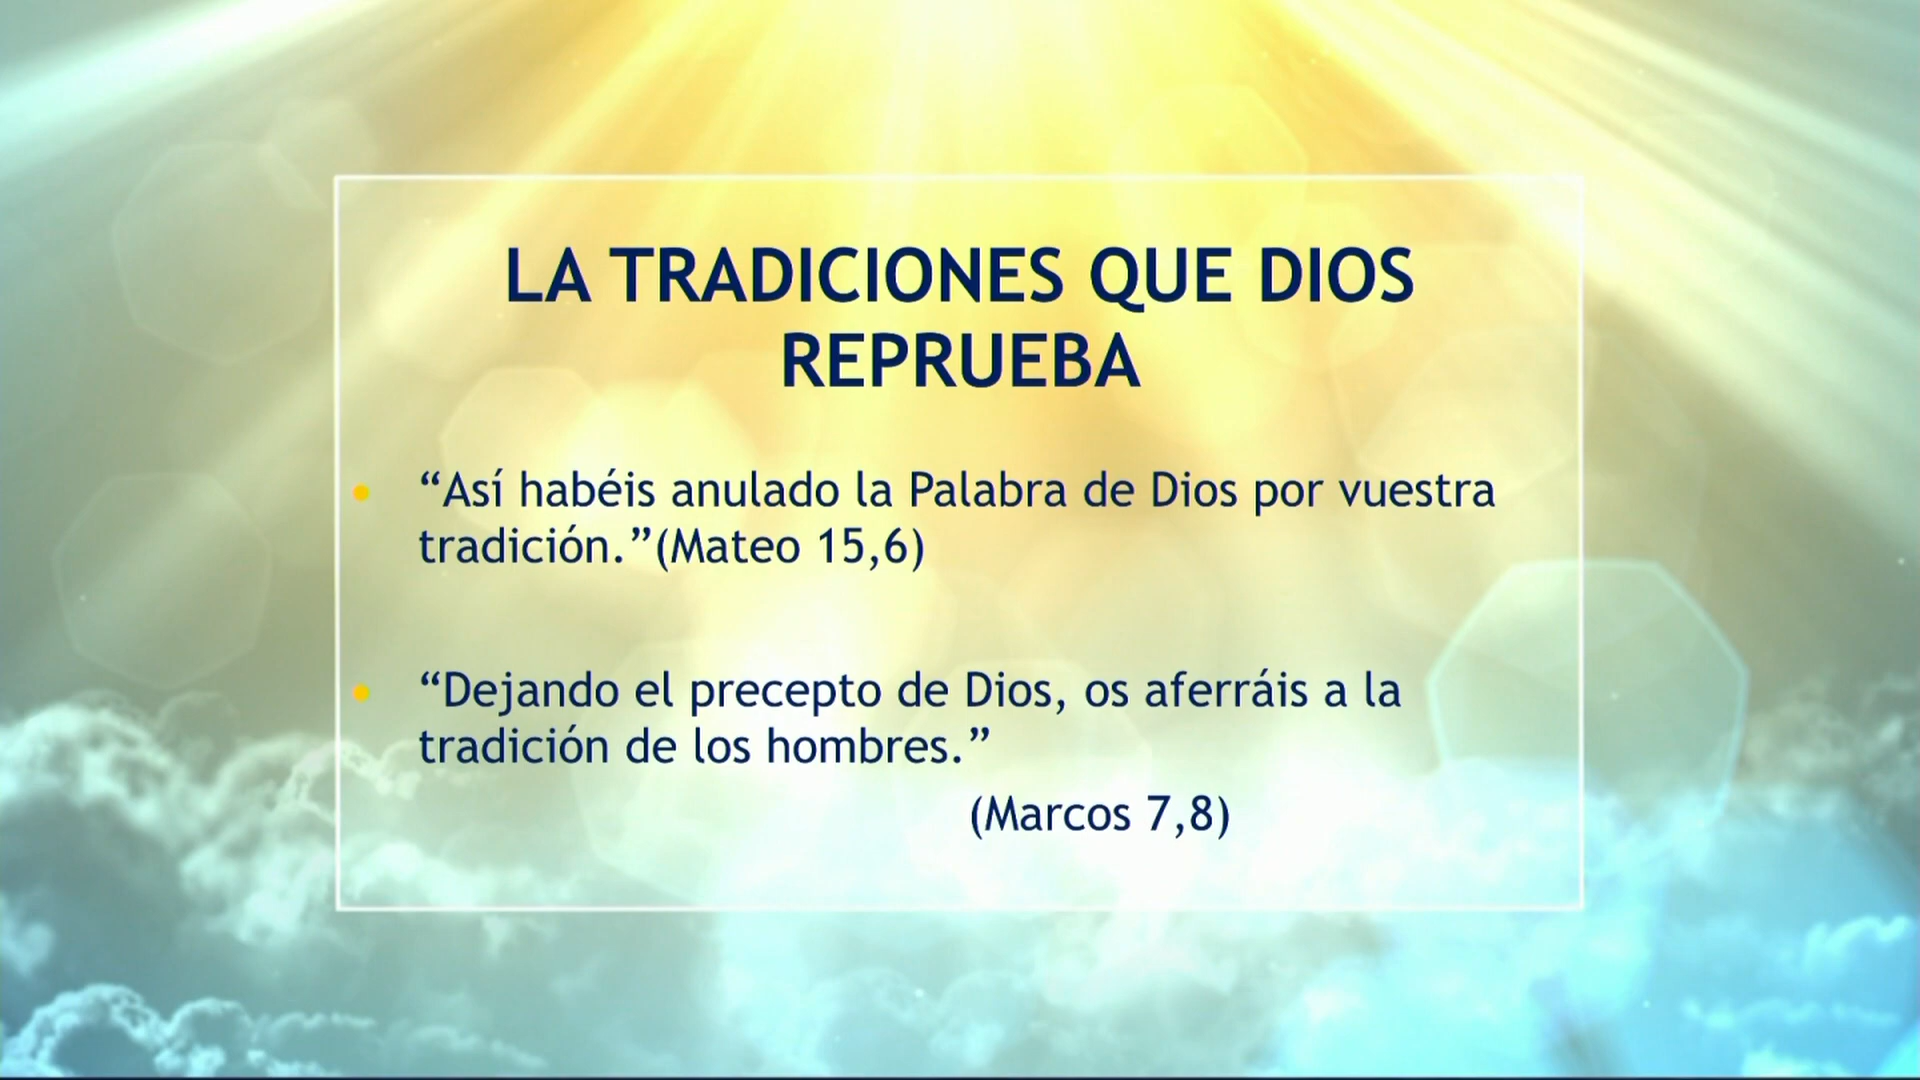 LA TRADICIONES QUE DIOS
REPRUEBA
• “Así habéis anulado la Palabra de Dios por vuestra
tradición.”(Mateo 15,6)
• “Dejando el precepto de Dios, os aferráis a la
tradición de los hombres.”
(Marcos 7,8)